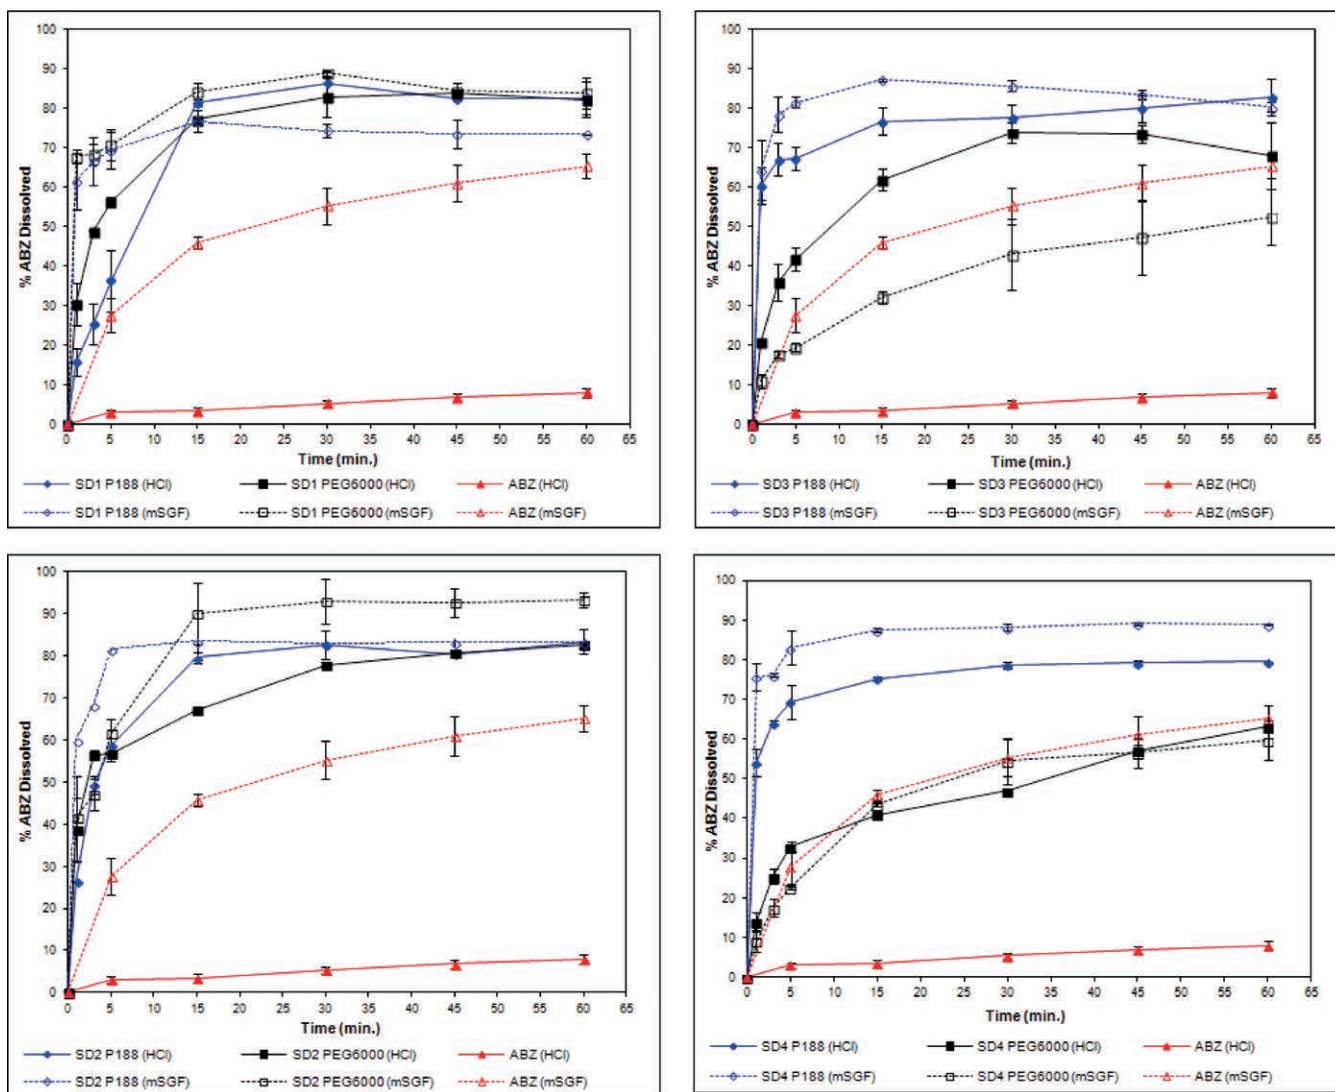 100
90
80
70
60
50
40
30
20
10
0
% ABZ Dissolved
0 5 10 15 20 25 30 35 40 45 50 55 60 65
Time (min.)
SD1 P188 (HCl) SD1 PEG6000 (HCl) ABZ (HCl)
SD1 P188 (mSGF) SD1 PEG6000 (mSGF) ABZ (mSGF)
100
90
80
70
60
50
40
30
20
10
0
% ABZ Dissolved
0 5 10 15 20 25 30 35 40 45 50 55 60 65
Time (min.)
SD3 P188 (HCl) SD3 PEG6000 (HCl) ABZ (HCl)
SD3 P188 (mSGF) SD3 PEG6000 (mSGF) ABZ (mSGF)
100
90
80
70
60
50
40
30
20
10
0
% ABZ Dissolved
0 5 10 15 20 25 30 35 40 45 50 55 60 65
Time (min.)
SD2 P188 (HCl) SD2 PEG6000 (HCl) ABZ (HCl)
SD2 P188 (mSGF) SD2 PEG6000 (mSGF) ABZ (mSGF)
100
90
80
70
60
50
40
30
20
10
0
% ABZ Dissolved
0 5 10 15 20 25 30 35 40 45 50 55 60 65
Time (min.)
SD4 P188 (HCl) SD4 PEG6000 (HCl) ABZ (HCl)
SD4 P188 (mSGF) SD4 PEG6000 (mSGF) ABZ (mSGF)